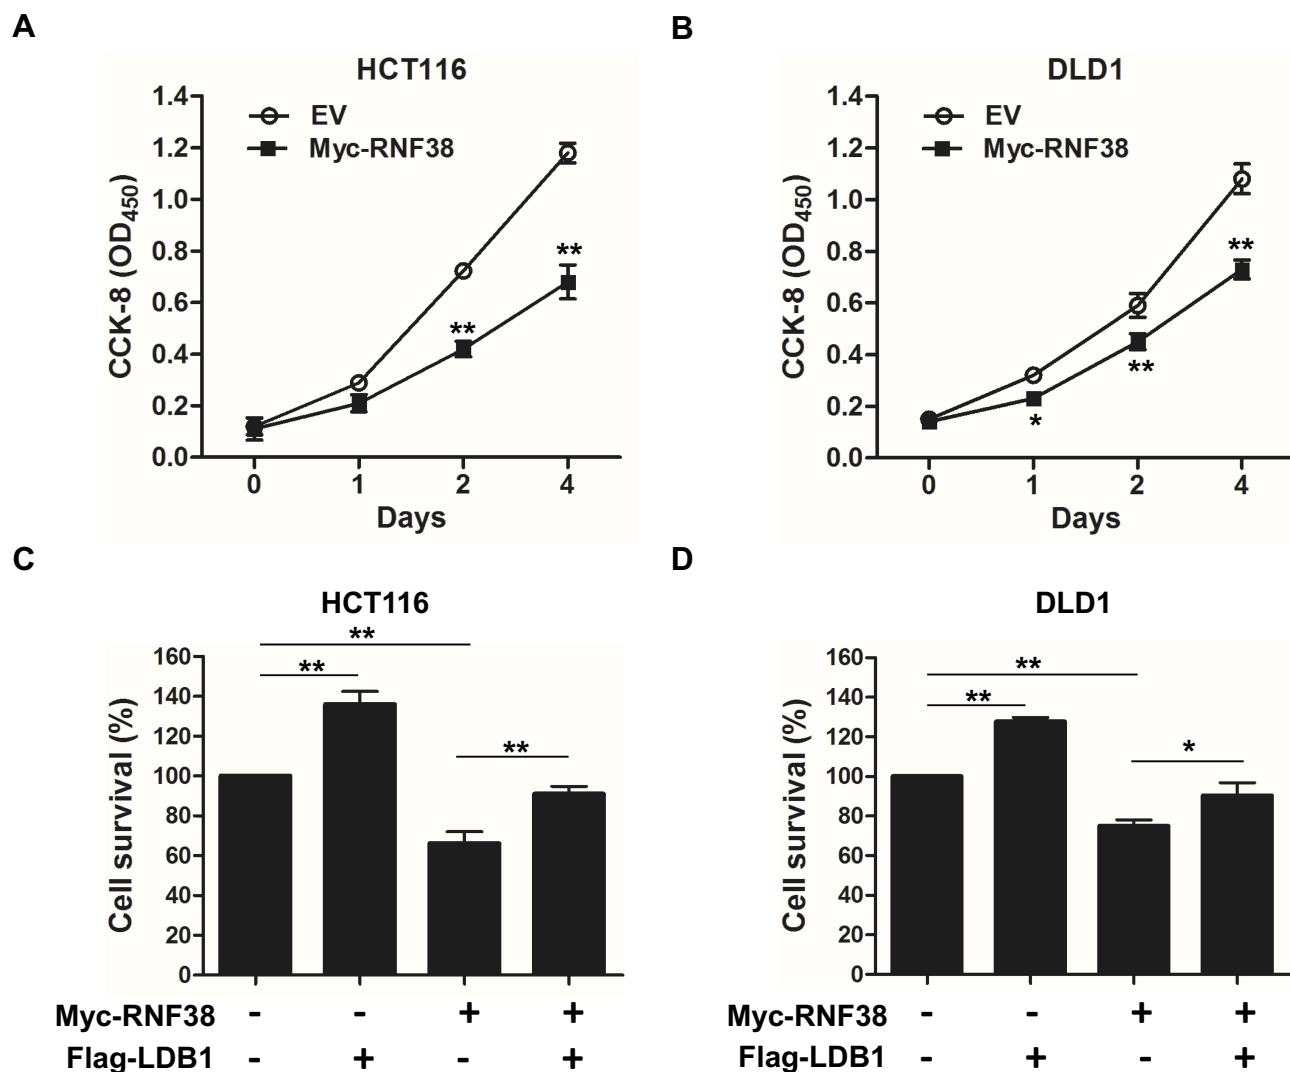 A
HCT116
EV
Myc-RNF38
CCK-8 (OD450)
1.4
1.2
1.0
0.8
0.6
0.4
0.2
0.0
**
**
0
1
2
4
Days
B
DLD1
EV
Myc-RNF38
CCK-8 (OD450)
1.4
1.2
1.0
0.8
0.6
0.4
0.2
0.0
**
**
*
0
1
2
4
Days
C
HCT116
Cell survival (%)
160
140
120
100
80
60
40
20
0
**
**
**
Myc-RNF38 - - + +
Flag-LDB1 - + - +
D
DLD1
Cell survival (%)
160
140
120
100
80
60
40
20
0
**
**
*
Myc-RNF38 - - + +
Flag-LDB1 - + - +